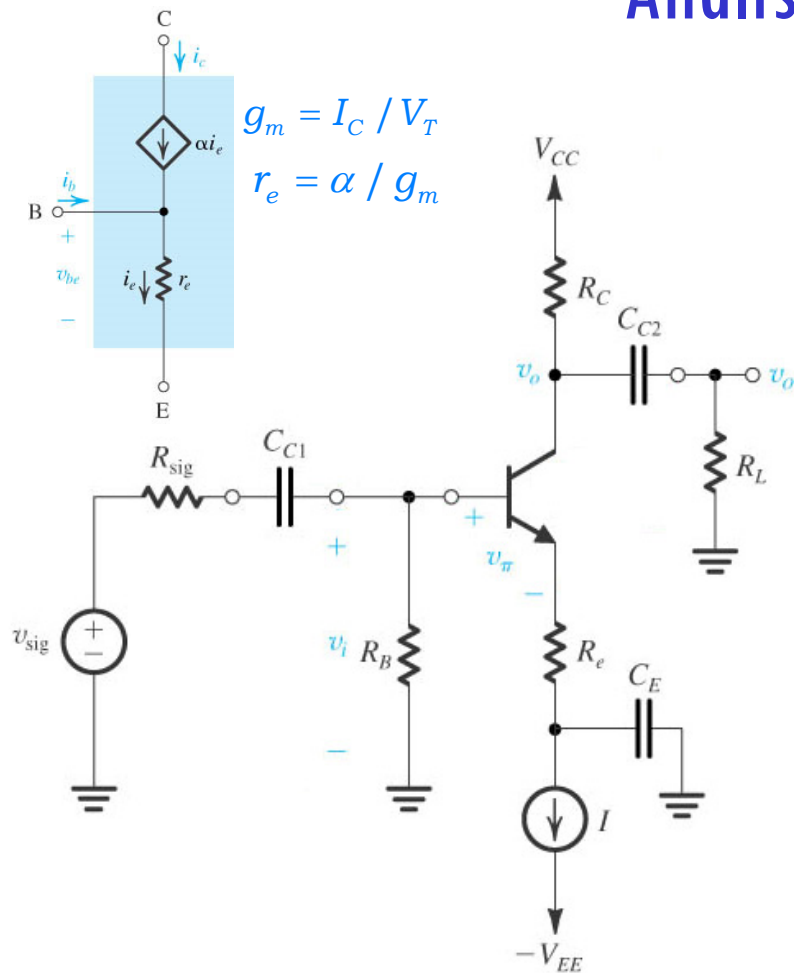 C
i_c
g_m = I_C / V_T
αi_e
r_e = α / g_m
i_b
B
+
v_be
i_e
r_e
−
E
V_CC
R_C
C_C2
v_o
v_o
R_L
R_sig
C_C1
+
+
v_π
−
v_sig
+
−
v_i
R_B
R_e
C_E
−
I
−V_EE